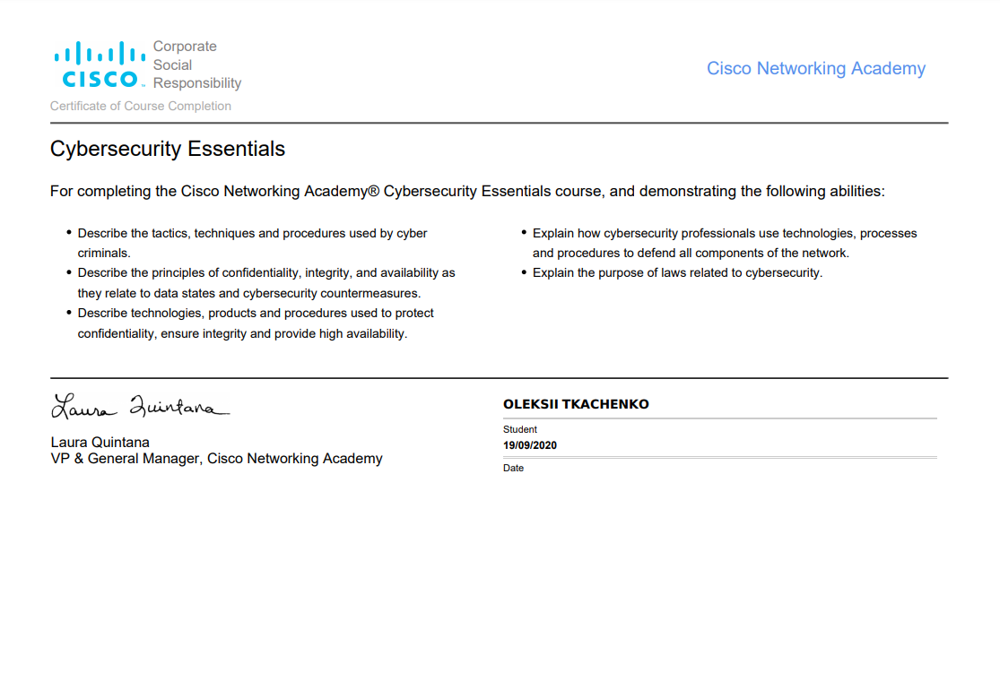 Corporate
Social
Responsibility
CISCO™
Cisco Networking Academy
Certificate of Course Completion
Cybersecurity Essentials
For completing the Cisco Networking Academy® Cybersecurity Essentials course, and demonstrating the following abilities:
• Describe the tactics, techniques and procedures used by cyber
criminals.
• Describe the principles of confidentiality, integrity, and availability as
they relate to data states and cybersecurity countermeasures.
• Describe technologies, products and procedures used to protect
confidentiality, ensure integrity and provide high availability.
• Explain how cybersecurity professionals use technologies, processes
and procedures to defend all components of the network.
• Explain the purpose of laws related to cybersecurity.
Laura Quintana
Laura Quintana
VP & General Manager, Cisco Networking Academy
OLEKSII TKACHENKO
Student
19/09/2020
Date